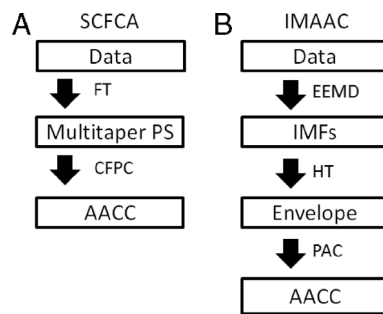 A
SCFCA
Data
FT
Multitaper PS
CFPC
AACC
B
IMAAC
Data
EEMD
IMFs
HT
Envelope
PAC
AACC